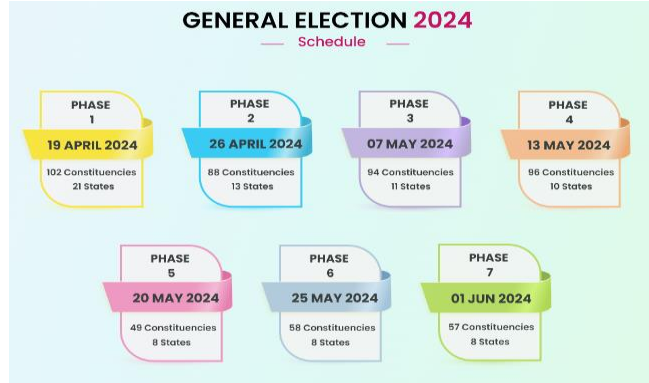 GENERAL ELECTION 2024
Schedule
PHASE
1
19 APRIL 2024
102 Constituencies
21 States
PHASE
2
26 APRIL 2024
88 Constituencies
13 States
PHASE
3
07 MAY 2024
94 Constituencies
11 States
PHASE
4
13 MAY 2024
96 Constituencies
10 States
PHASE
5
20 MAY 2024
49 Constituencies
8 States
PHASE
6
25 MAY 2024
58 Constituencies
8 States
PHASE
7
01 JUN 2024
57 Constituencies
8 States